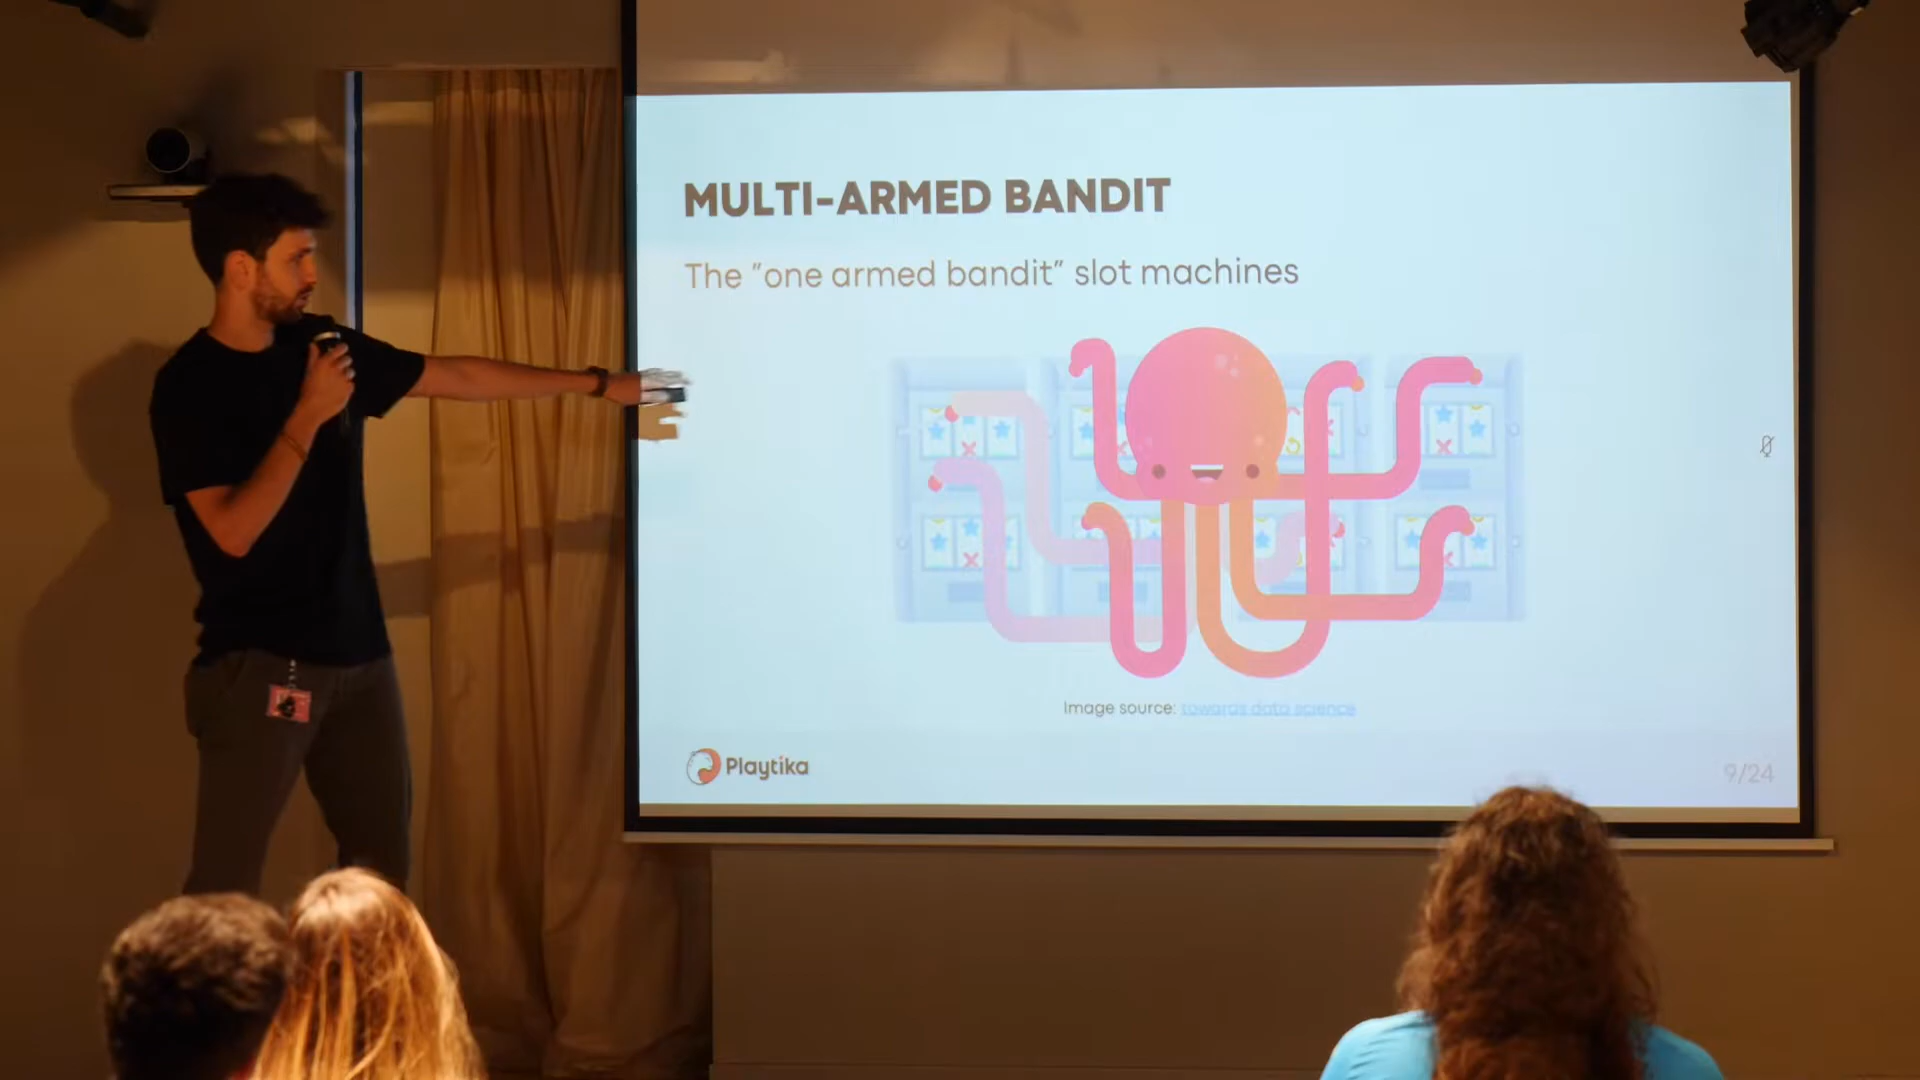 MULTI-ARMED BANDIT
The "one armed bandit" slot machines
Image source: towards data science
Playtika
9/24